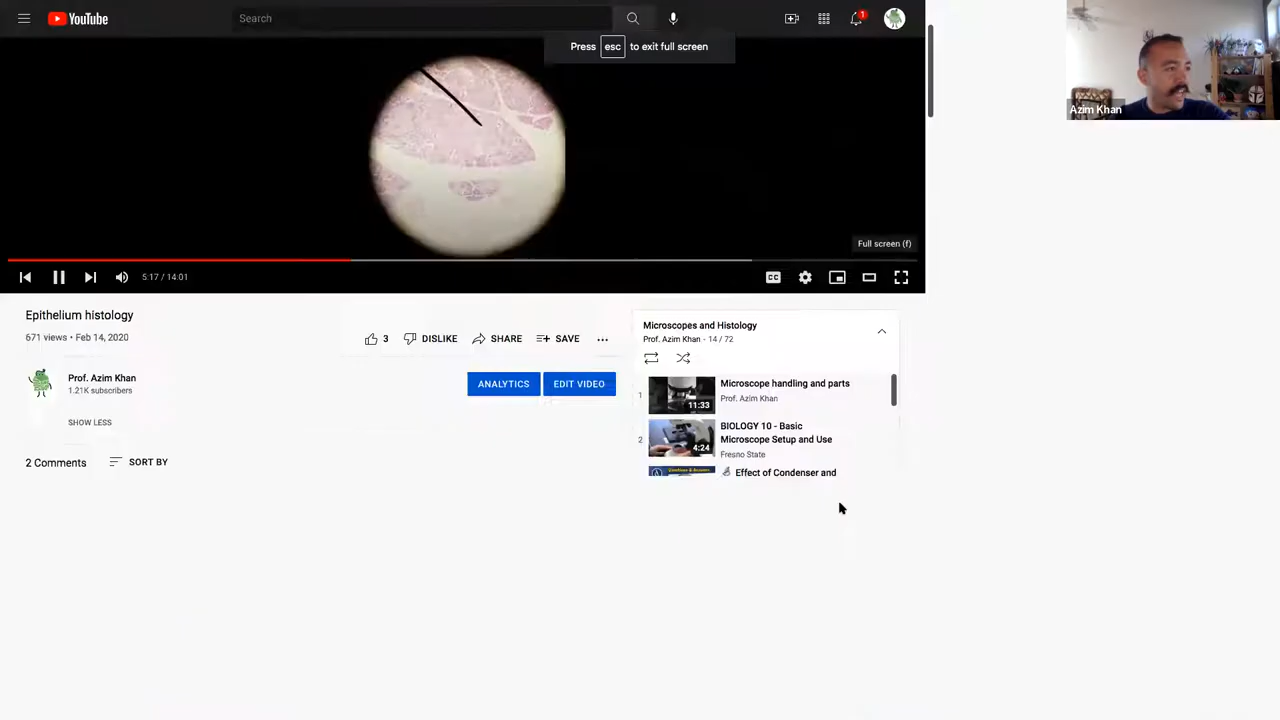 YouTube
Search
1
Press esc to exit full screen
Azim Khan
Full screen (f)
5:17 / 14:01
CC
Epithelium histology
671 views • Feb 14, 2020
3
DISLIKE
SHARE
SAVE
Prof. Azim Khan
1.21K subscribers
ANALYTICS
EDIT VIDEO
SHOW LESS
2 Comments
SORT BY
Microscopes and Histology
Prof. Azim Khan - 14 / 72
1
11:33
Microscope handling and parts
Prof. Azim Khan
2
4:24
BIOLOGY 10 - Basic
Microscope Setup and Use
Fresno State
Effect of Condenser and